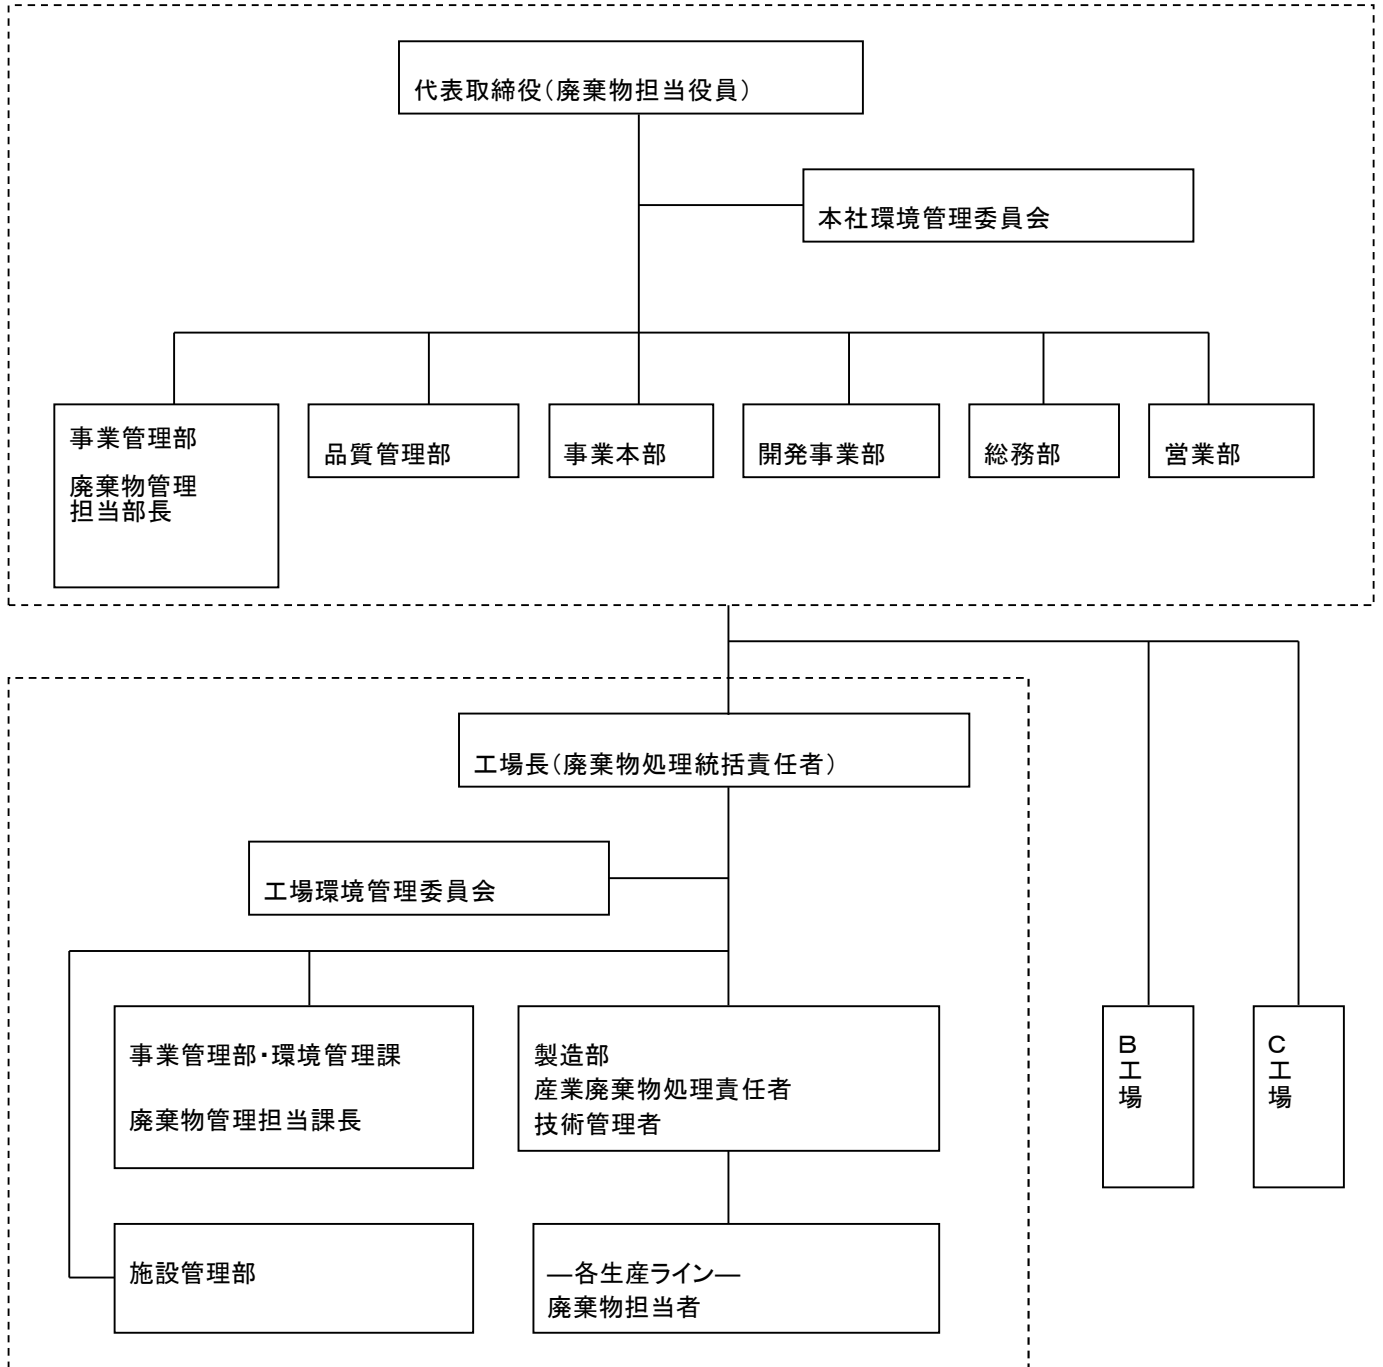 代表取締役（廃棄物担当役員）
本社環境管理委員会
事業管理部
廃棄物管理
担当部長
品質管理部
事業本部
開発事業部
総務部
営業部
工場長（廃棄物処理統括責任者）
工場環境管理委員会
事業管理部・環境管理課
廃棄物管理担当課長
製造部
産業廃棄物処理責任者
技術管理者
B工場
C工場
施設管理部
―各生産ライン―
廃棄物担当者